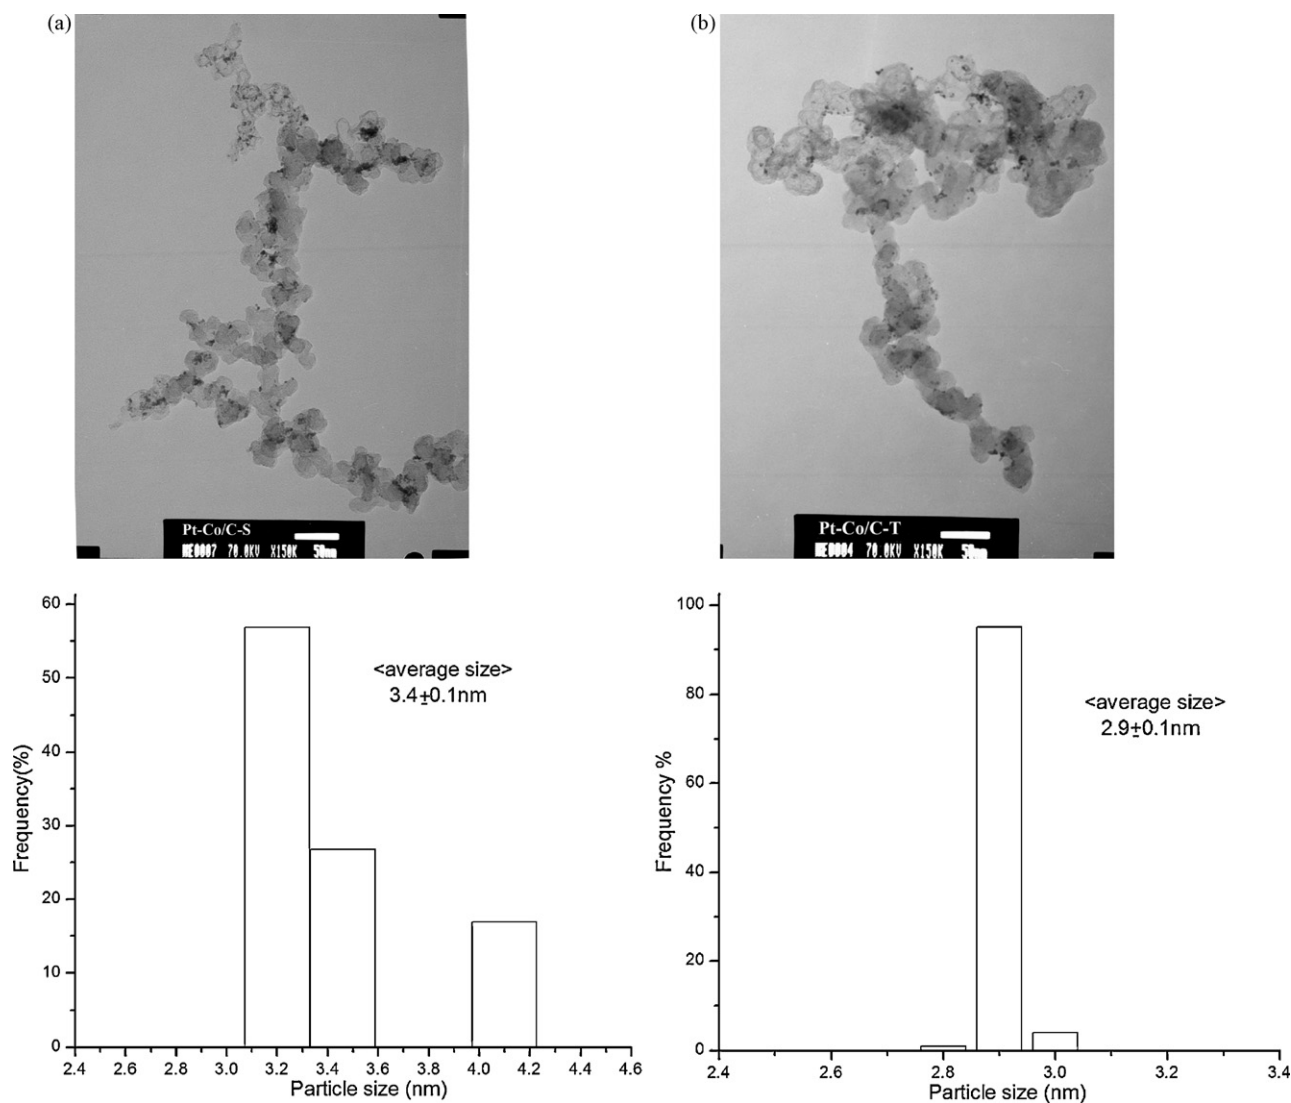 (a)
(b)
Pt-Co/C-S
ME0007 70.0KV X150K 50nm
Pt-Co/C-T
ME0004 70.0KV X150K 50nm
60
50
40
30
20
10
0
Frequency(%)
<average size>
3.4±0.1nm
2.4 2.6 2.8 3.0 3.2 3.4 3.6 3.8 4.0 4.2 4.4 4.6
Particle size (nm)
100
80
60
40
20
0
Frequency %
<average size>
2.9±0.1nm
2.4 2.6 2.8 3.0 3.2 3.4
Particle size (nm)